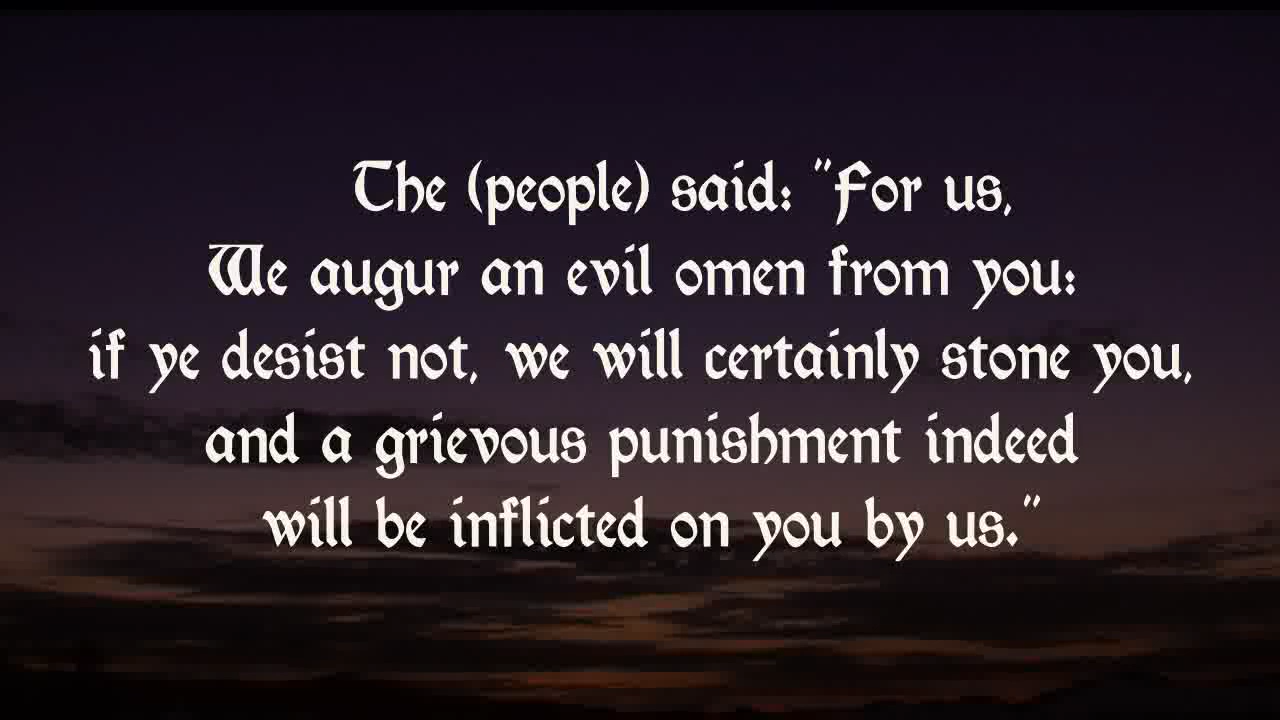 The (people) said: "For us,
We augur an evil omen from you:
if ye desist not, we will certainly stone you,
and a grievous punishment indeed
will be inflicted on you by us."